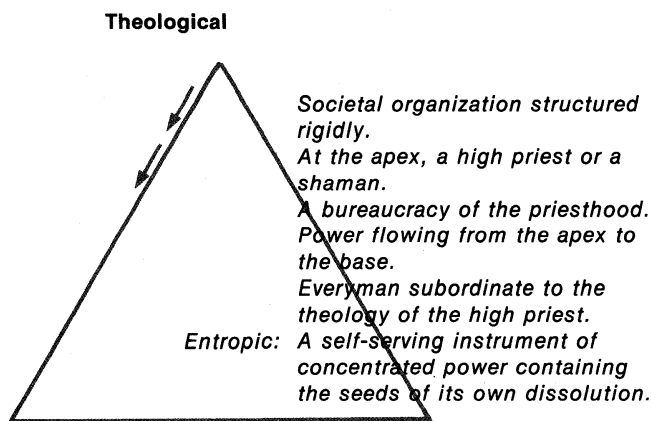 Theological
Societal organization structured
rigidly.
At the apex, a high priest or a
shaman.
A bureaucracy of the priesthood.
Power flowing from the apex to
the base.
Everyman subordinate to the
theology of the high priest.
Entropic: A self-serving instrument of
concentrated power containing
the seeds of its own dissolution.